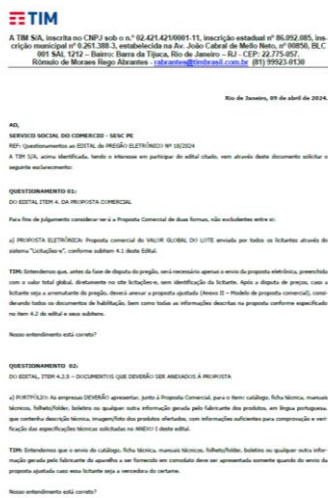 TIM
A TIM S/A, inscrita no CNPJ sob o n.º 02.421.421/0001-11, inscrição estadual nº 86.092.085, ins-
crição municipal nº 0.261.388-3, estabelecida na Av. João Cabral de Mello Neto, nº 00850, BLC
001 SAL 1212 – Bairro: Barra da Tijuca, Rio de Janeiro – RJ - CEP: 22.775-057.
Rômulo de Moraes Rego Abrantes - rabrantes@timbrasil.com.br (81) 99923-0130
Rio de Janeiro, 09 de abril de 2024.
AO,
SERVICO SOCIAL DO COMERCIO - SESC PE
REF: Questionamentos ao EDITAL de PREGÃO ELETRÔNICO Nº 18/2024
A TIM S/A, acima identificada, tendo o interesse em participar do edital citado, vem através deste documento solicitar o
seguinte esclarecimento:
QUESTIONAMENTO 01:
DO EDITAL ITEM 4. DA PROPOSTA COMERCIAL
Para fins de julgamento considerar-se-á a Proposta Comercial de duas formas, não excludentes entre si:
a) PROPOSTA ELETRÔNICA: Proposta comercial do VALOR GLOBAL DO LOTE enviada por todos os licitantes através do
sistema "Licitações-e", conforme subitem 4.1 deste Edital.
TIM: Entendemos que, antes da fase de disputa do pregão, será necessário apenas o envio da proposta eletrônica, preenchida
com o valor total global, diretamente no site licitações-e, sem identificação da licitante. Após a disputa de preços, caso a
licitante seja a arrematante do pregão, deverá anexar a proposta ajustada (Anexo II – Modelo de proposta comercial), consi-
derando todos os documentos de habilitação, bem como todas as informações descritas na proposta conforme especificado
no item 4.2 do edital e seus subitens.
Nosso entendimento está correto?
QUESTIONAMENTO 02:
DO EDITAL, ITEM 4.2.8 – DOCUMENTOS QUE DEVERÃO SER ANEXADOS À PROPOSTA
a) PORTFÓLIO: As empresas deverão apresentar, junto à Proposta Comercial, para o item: catálogo, ficha técnica, manuais
técnicos, folheto/folder, boletins ou qualquer outra informação gerada pelo fabricante dos produtos, em língua portuguesa,
que contenha descrição técnica, imagem/foto dos produtos ofertados, com informações suficientes para comprovação e veri-
ficação das especificações técnicas solicitadas no ANEXO I deste edital.
TIM: Entendemos que o envio do catálogo, ficha técnica, manuais técnicos, folheto/folder, boletins ou qualquer outra infor-
mação gerada pelo fabricante do aparelho a ser fornecido em comodato deve ser apresentada somente quando do envio da
proposta ajustada caso essa licitante seja a vencedora do certame.
Nosso entendimento está correto?